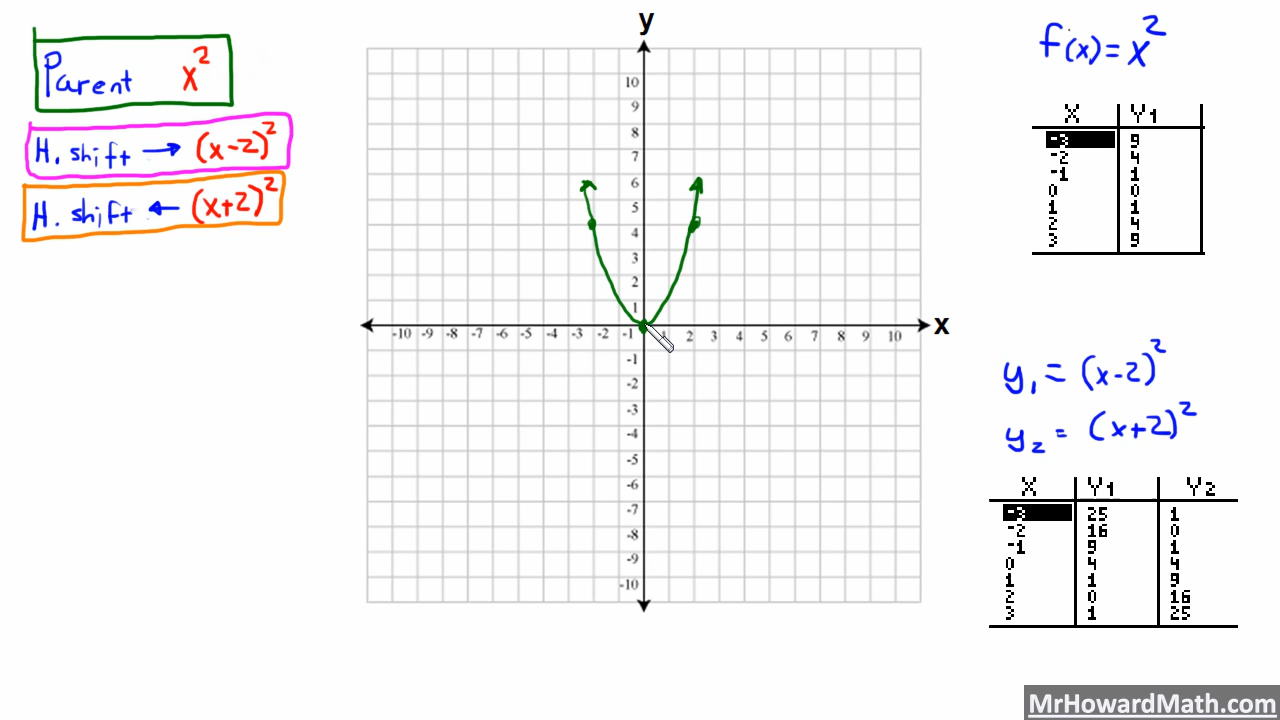 Parent x²
H. shift → (x-2)²
H. shift ← (x+2)²
y
10
9
8
7
6
5
4
3
2
1
-10 -9 -8 -7 -6 -5 -4 -3 -2 -1 1 2 3 4 5 6 7 8 9 10
x
-1
-2
-3
-4
-5
-6
-7
-8
-9
-10
f(x)=x²
X Y1
-3 9
-2 4
-1 1
0 0
1 1
2 4
3 9
y₁ = (x-2)²
y₂ = (x+2)²
X Y1 Y2
-3 25 1
-2 16 0
-1 9 1
0 4 4
1 1 9
2 0 16
3 1 25
MrHowardMath.com